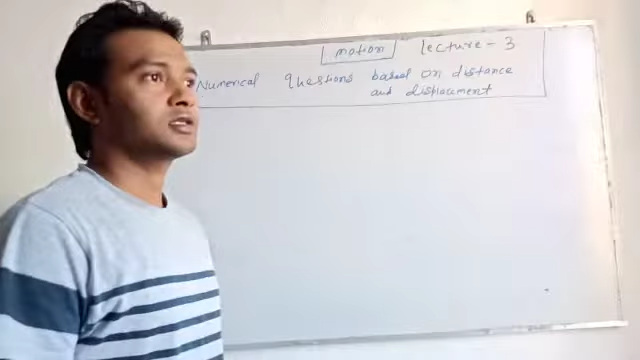 motion lecture - 3
Numerical Questions based on distance
and displacement